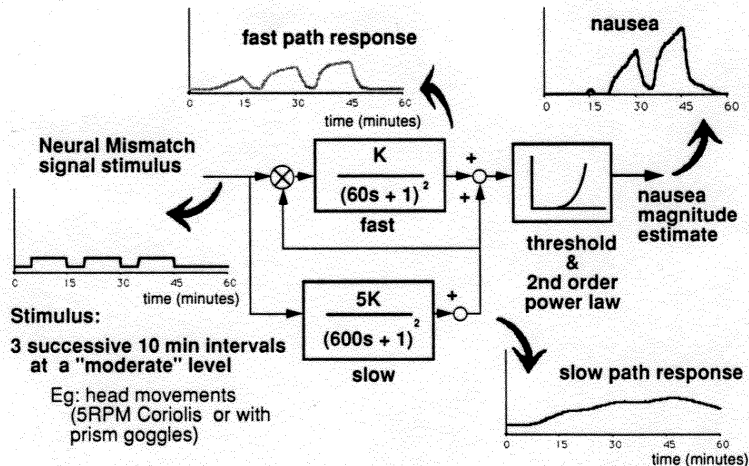 fast path response
0 15 30 45 60
time (minutes)
nausea
0 15 30 45 60
time (minutes)
Neural Mismatch
signal stimulus
0 15 30 45 60
time (minutes)
K
(60s + 1)²
fast
+
+
5K
(600s + 1)²
slow
+
threshold
&
2nd order
power law
nausea
magnitude
estimate
Stimulus:
3 successive 10 min intervals
at a "moderate" level
Eg: head movements
(5RPM Coriolis or with
prism goggles)
slow path response
0 15 30 45 60
time (minutes)